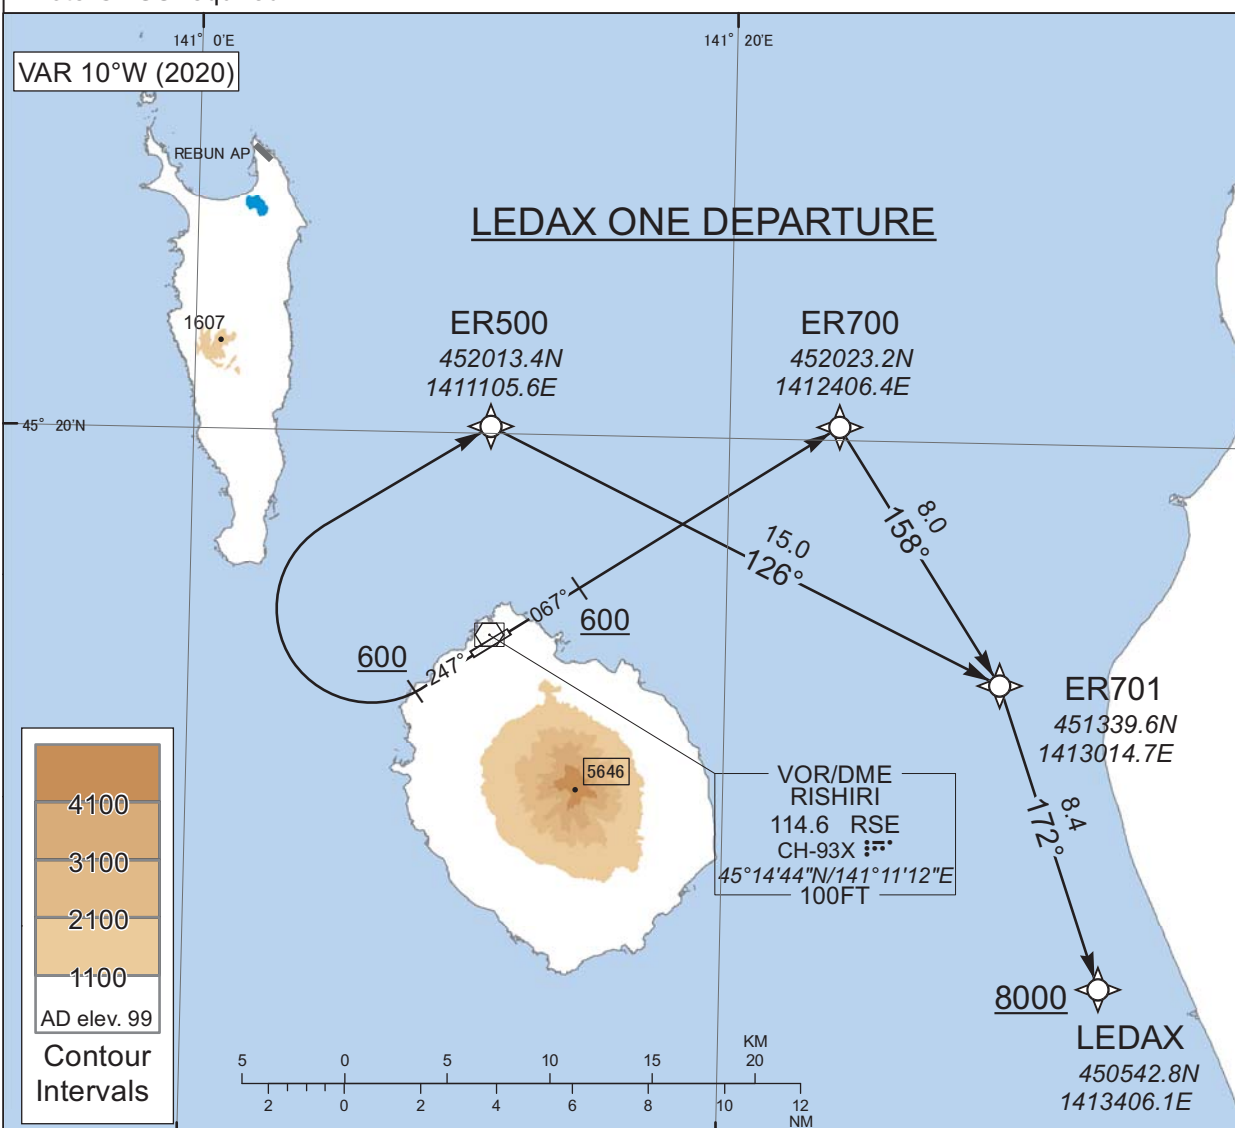 141° 0'E
141° 20'E
VAR 10°W (2020)
REBUN AP
LEDAX ONE DEPARTURE
1607
ER500
452013.4N
1411105.6E
ER700
452023.2N
1412406.4E
45° 20'N
8.0
158°
15.0
126°
067°
600
600
247°
ER701
451339.6N
1413014.7E
5646
VOR/DME
RISHIRI
114.6 RSE
CH-93X
45°14'44"N/141°11'12"E
100FT
8.4
172°
4100
3100
2100
1100
AD elev. 99
Contour
Intervals
8000
LEDAX
450542.8N
1413406.1E
KM
5 0 5 10 15 20
2 0 2 4 6 8 10 12
NM